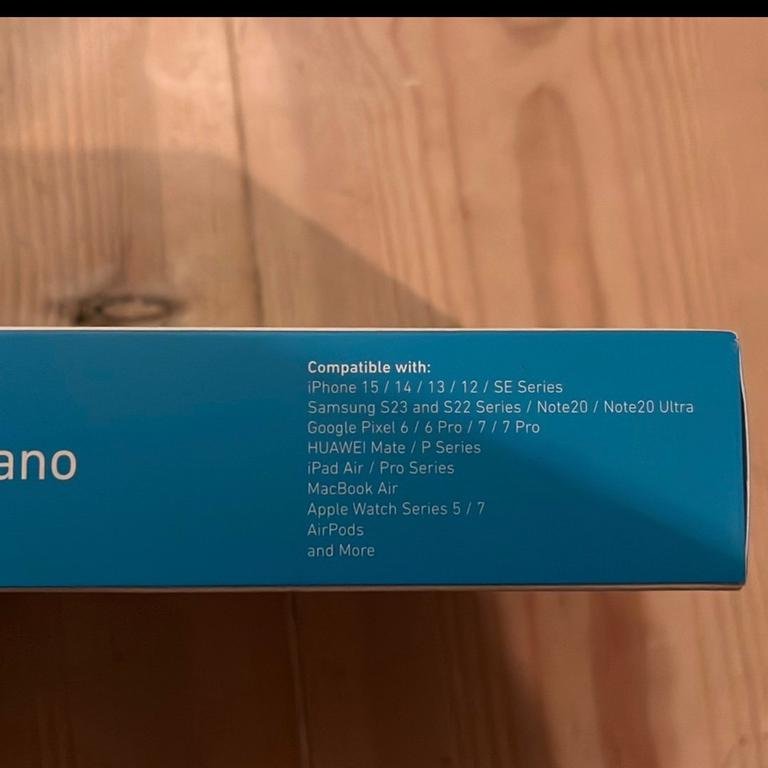 ano
Compatible with:
iPhone 15 / 14 / 13 / 12 / SE Series
Samsung S23 and S22 Series / Note20 / Note20 Ultra
Google Pixel 6 / 6 Pro / 7 / 7 Pro
HUAWEI Mate / P Series
iPad Air / Pro Series
MacBook Air
Apple Watch Series 5 / 7
AirPods
and More